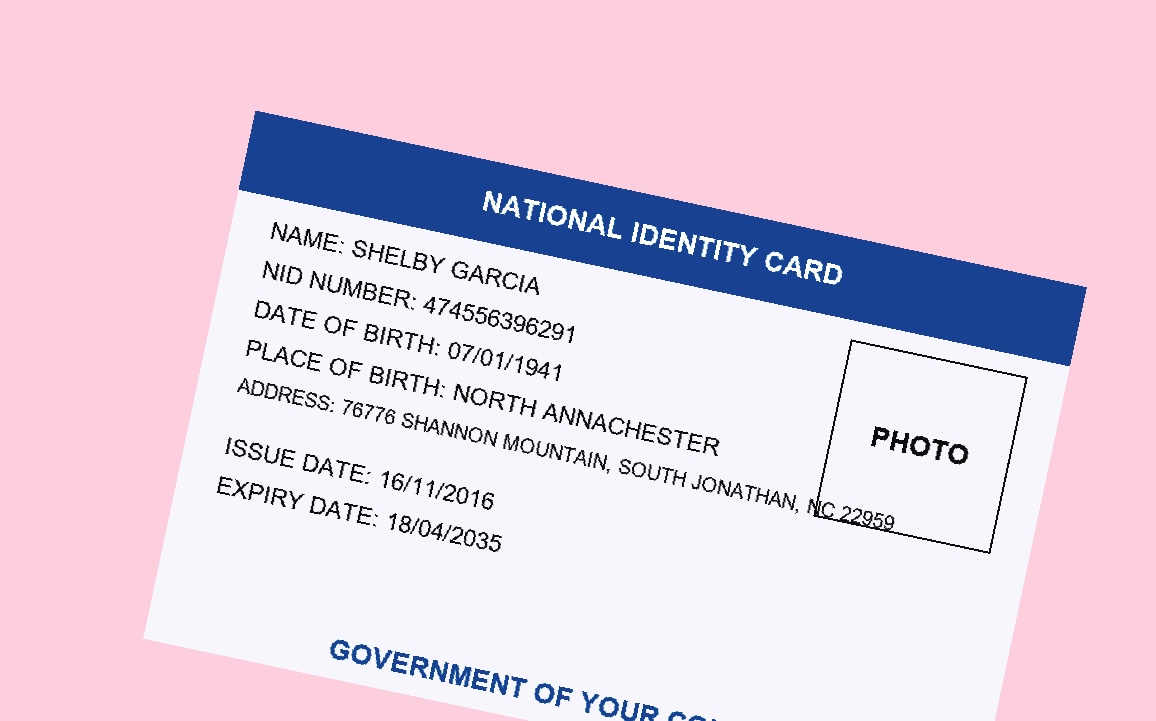 NATIONAL IDENTITY CARD
NAME: SHELBY GARCIA
NID NUMBER: 474556396291
DATE OF BIRTH: 07/01/1941
PLACE OF BIRTH: NORTH ANNACHESTER
ADDRESS: 76776 SHANNON MOUNTAIN, SOUTH JONATHAN, NC 22959
PHOTO
ISSUE DATE: 16/11/2016
EXPIRY DATE: 18/04/2035
GOVERNMENT OF YOUR